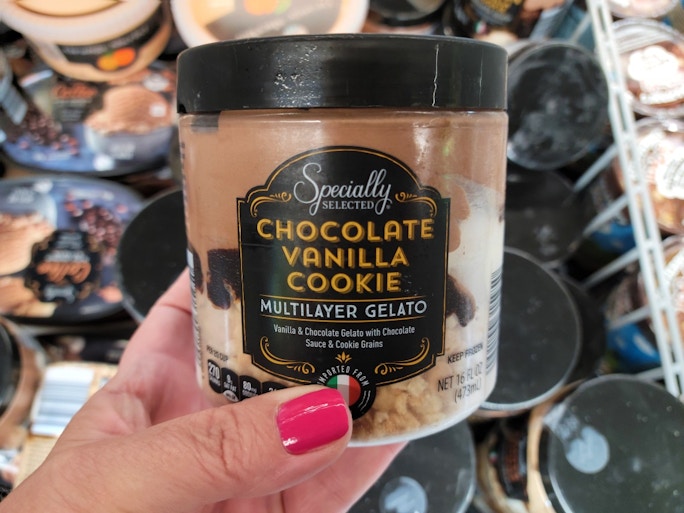 Specially
SELECTED®
CHOCOLATE
VANILLA
COOKIE
MULTILAYER GELATO
Vanilla & Chocolate Gelato with Chocolate
Sauce & Cookie Grains
KEEP FROZEN
NET 16 FL OZ
(473mL)
IMPORTED FROM
270